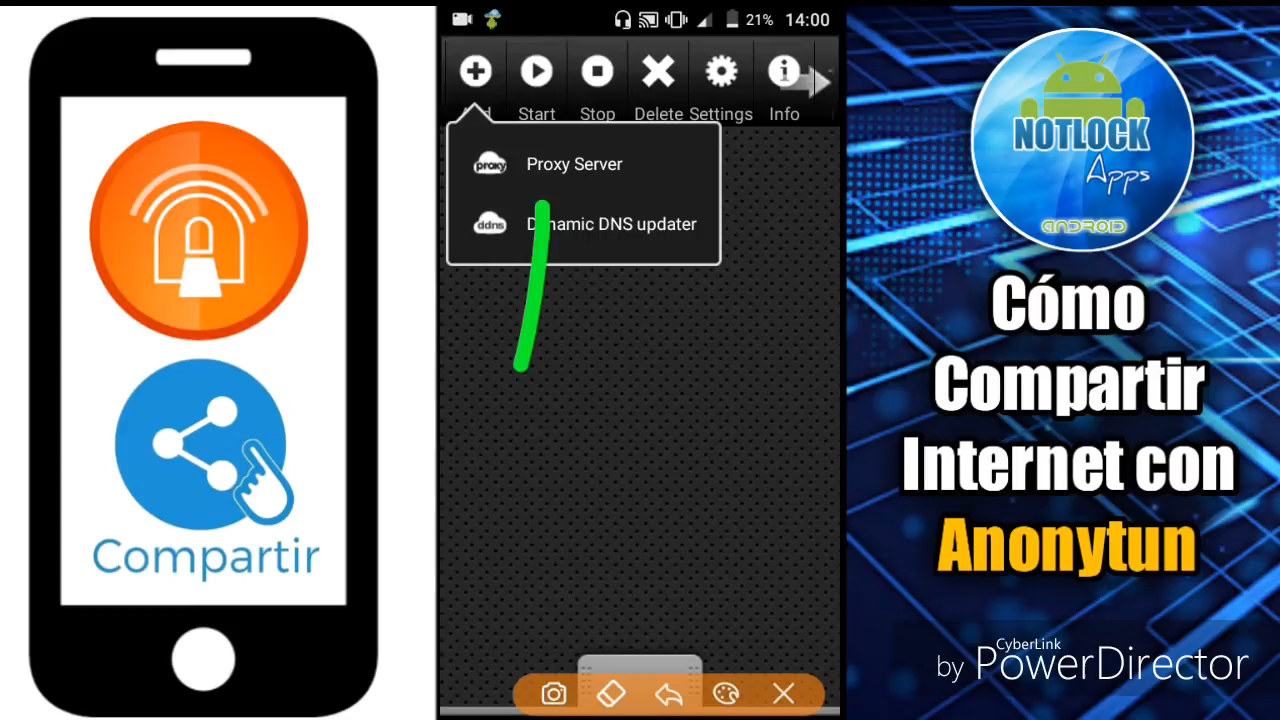 Compartir
21% 14:00
Add Start Stop Delete Settings Info
proxy Proxy Server
ddns Dynamic DNS updater
NOTLOCK
Apps
ANDROID
Cómo
Compartir
Internet con
Anonytun
CyberLink
by PowerDirector